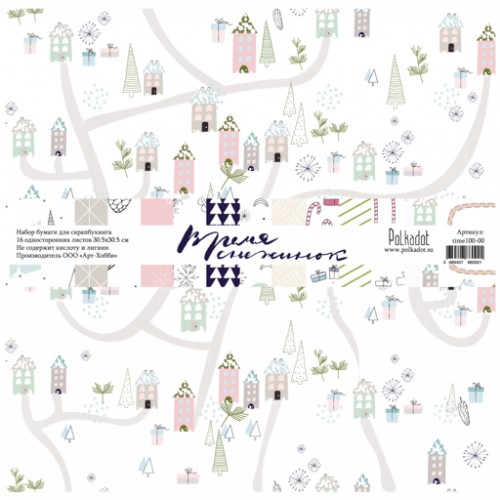 Набор бумаги для скрапбукинга
16 односторонних листов 30.5х30.5 см
Не содержит кислоту и лигнин
Производитель ООО «Арт-Хобби»
Время
снежинок
Polkadot
www.polkadot.ru
Артикул:
time100-00